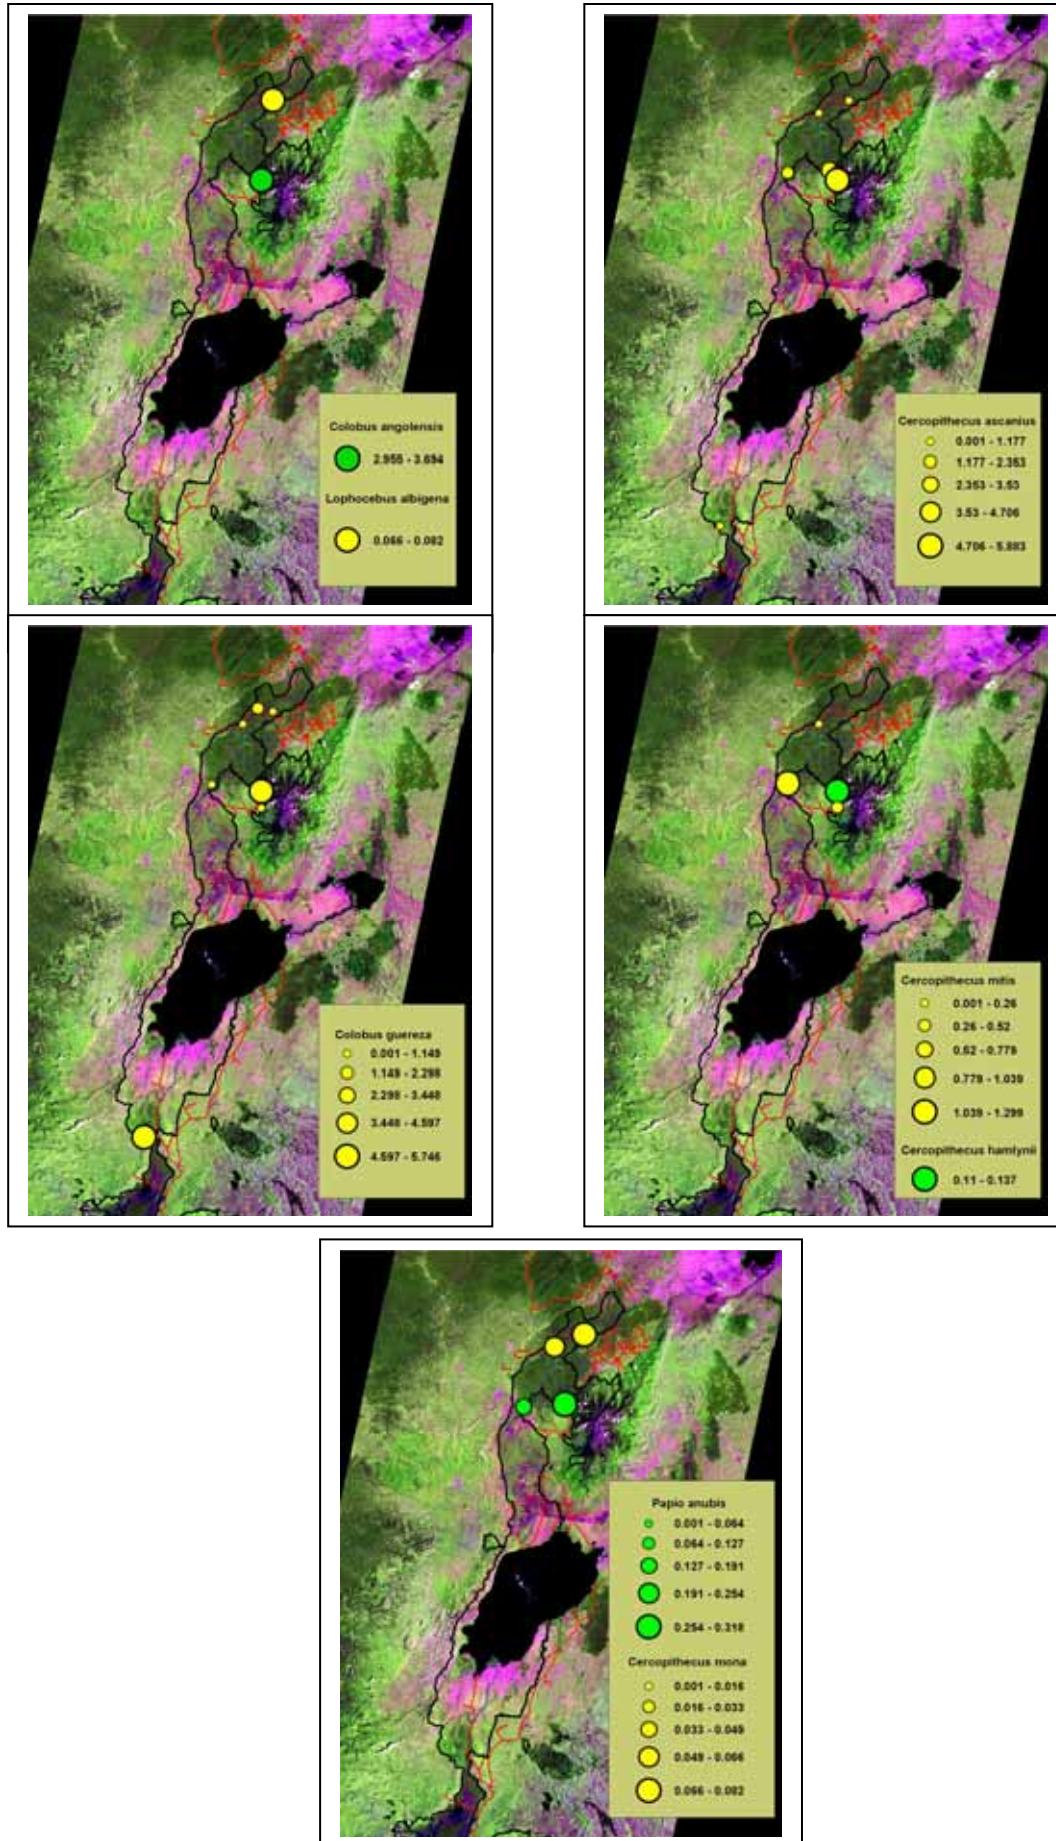 Colobus angolensis
2.955 - 3.694
Lophocebus albigena
0.066 - 0.082
Cercopithecus ascanius
0.001 - 1.177
1.177 - 2.353
2.353 - 3.53
3.53 - 4.706
4.706 - 5.883
Colobus guereza
0.001 - 1.149
1.149 - 2.298
2.298 - 3.448
3.448 - 4.597
4.597 - 5.746
Cercopithecus mitis
0.001 - 0.26
0.26 - 0.52
0.52 - 0.779
0.779 - 1.039
1.039 - 1.299
Cercopithecus hamlynii
0.11 - 0.137
Papio anubis
0.001 - 0.064
0.064 - 0.127
0.127 - 0.191
0.191 - 0.254
0.254 - 0.318
Cercopithecus mona
0.001 - 0.016
0.016 - 0.033
0.033 - 0.049
0.049 - 0.066
0.066 - 0.082